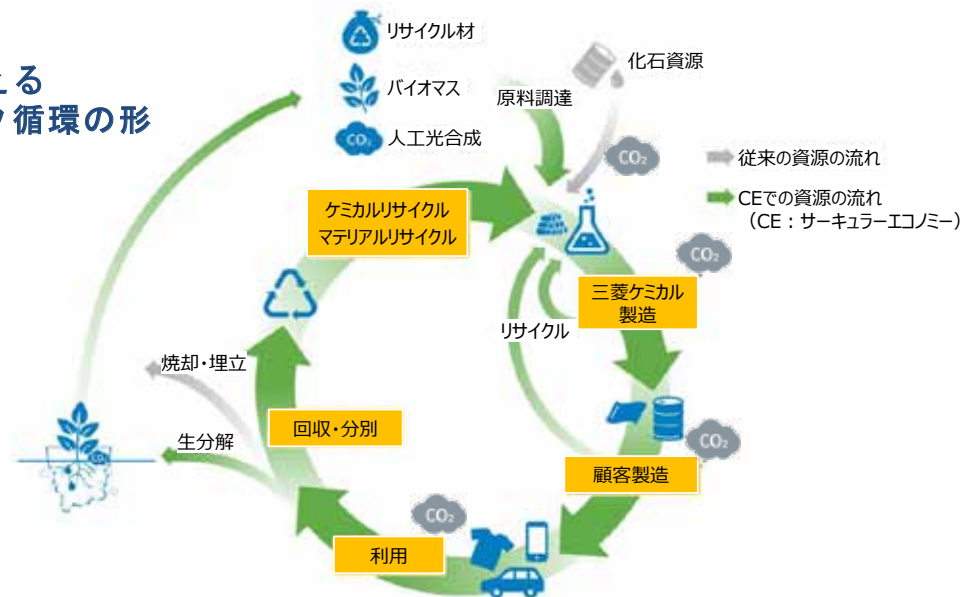 える
循環の形
リサイクル材
バイオマス
CO₂ 人工光合成
原料調達
化石資源
CO₂
従来の資源の流れ
CEでの資源の流れ
（CE：サーキュラーエコノミー）
ケミカルリサイクル
マテリアルリサイクル
CO₂
三菱ケミカル
製造
リサイクル
焼却・埋立
回収・分別
生分解
CO₂
CO₂
顧客製造
CO₂
利用